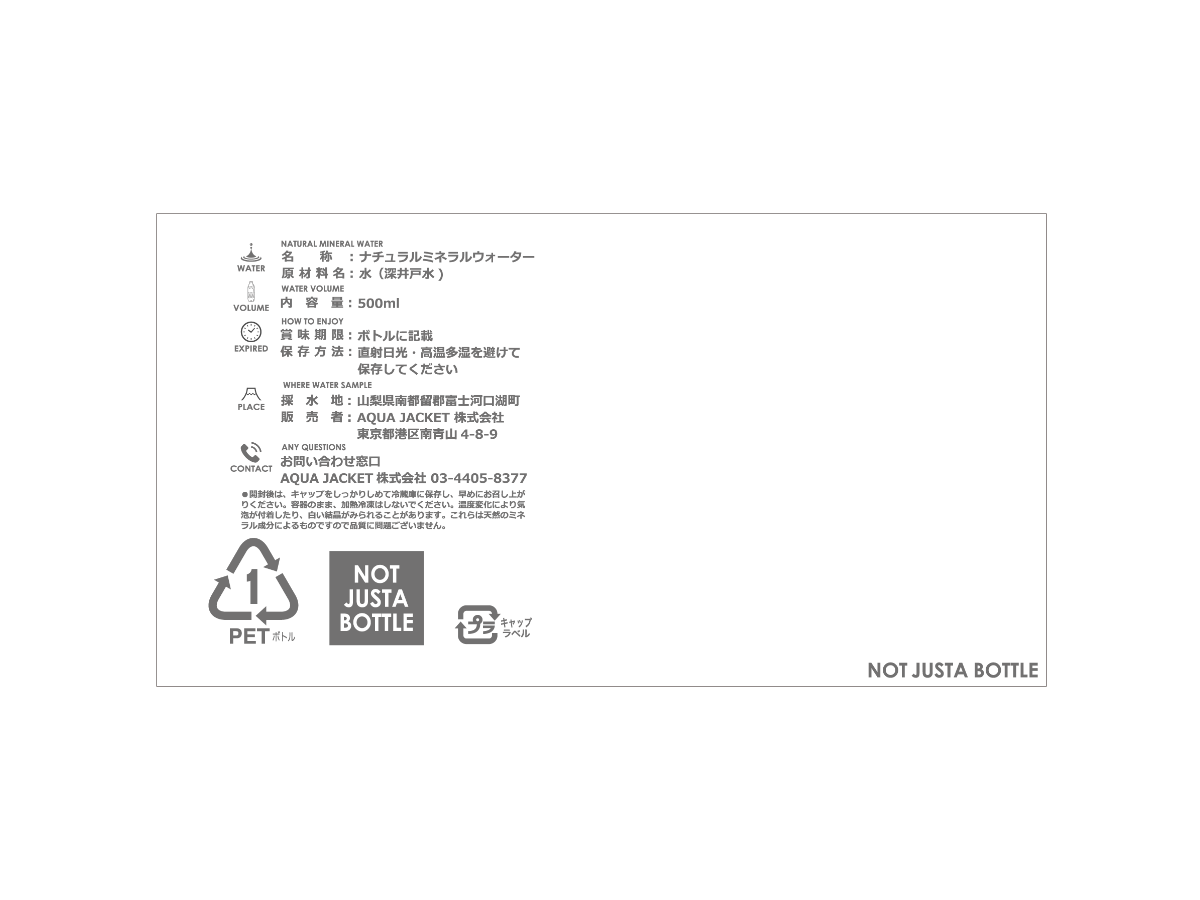 NATURAL MINERAL WATER
名　称：ナチュラルミネラルウォーター
WATER
原材料名：水（深井戸水）
WATER VOLUME
内容量：500ml
VOLUME
HOW TO ENJOY
賞味期限：ボトルに記載
EXPIRED
保存方法：直射日光・高温多湿を避けて
保存してください
WHERE WATER SAMPLE
採水地：山梨県南都留郡富士河口湖町
PLACE
販売者：AQUA JACKET 株式会社
東京都港区南青山 4-8-9
ANY QUESTIONS
お問い合わせ窓口
CONTACT
AQUA JACKET 株式会社 03-4405-8377
●開封後は、キャップをしっかりしめて冷蔵庫に保存し、早めにお召し上が
りください。容器のまま、加熱冷凍はしないでください。温度変化により気
泡が付着したり、白い結晶がみられることがあります。これらは天然のミネ
ラル成分によるものですので品質に問題ございません。
1
PET ボトル
NOT
JUSTA
BOTTLE
プラ
キャップ
ラベル
NOT JUSTA BOTTLE